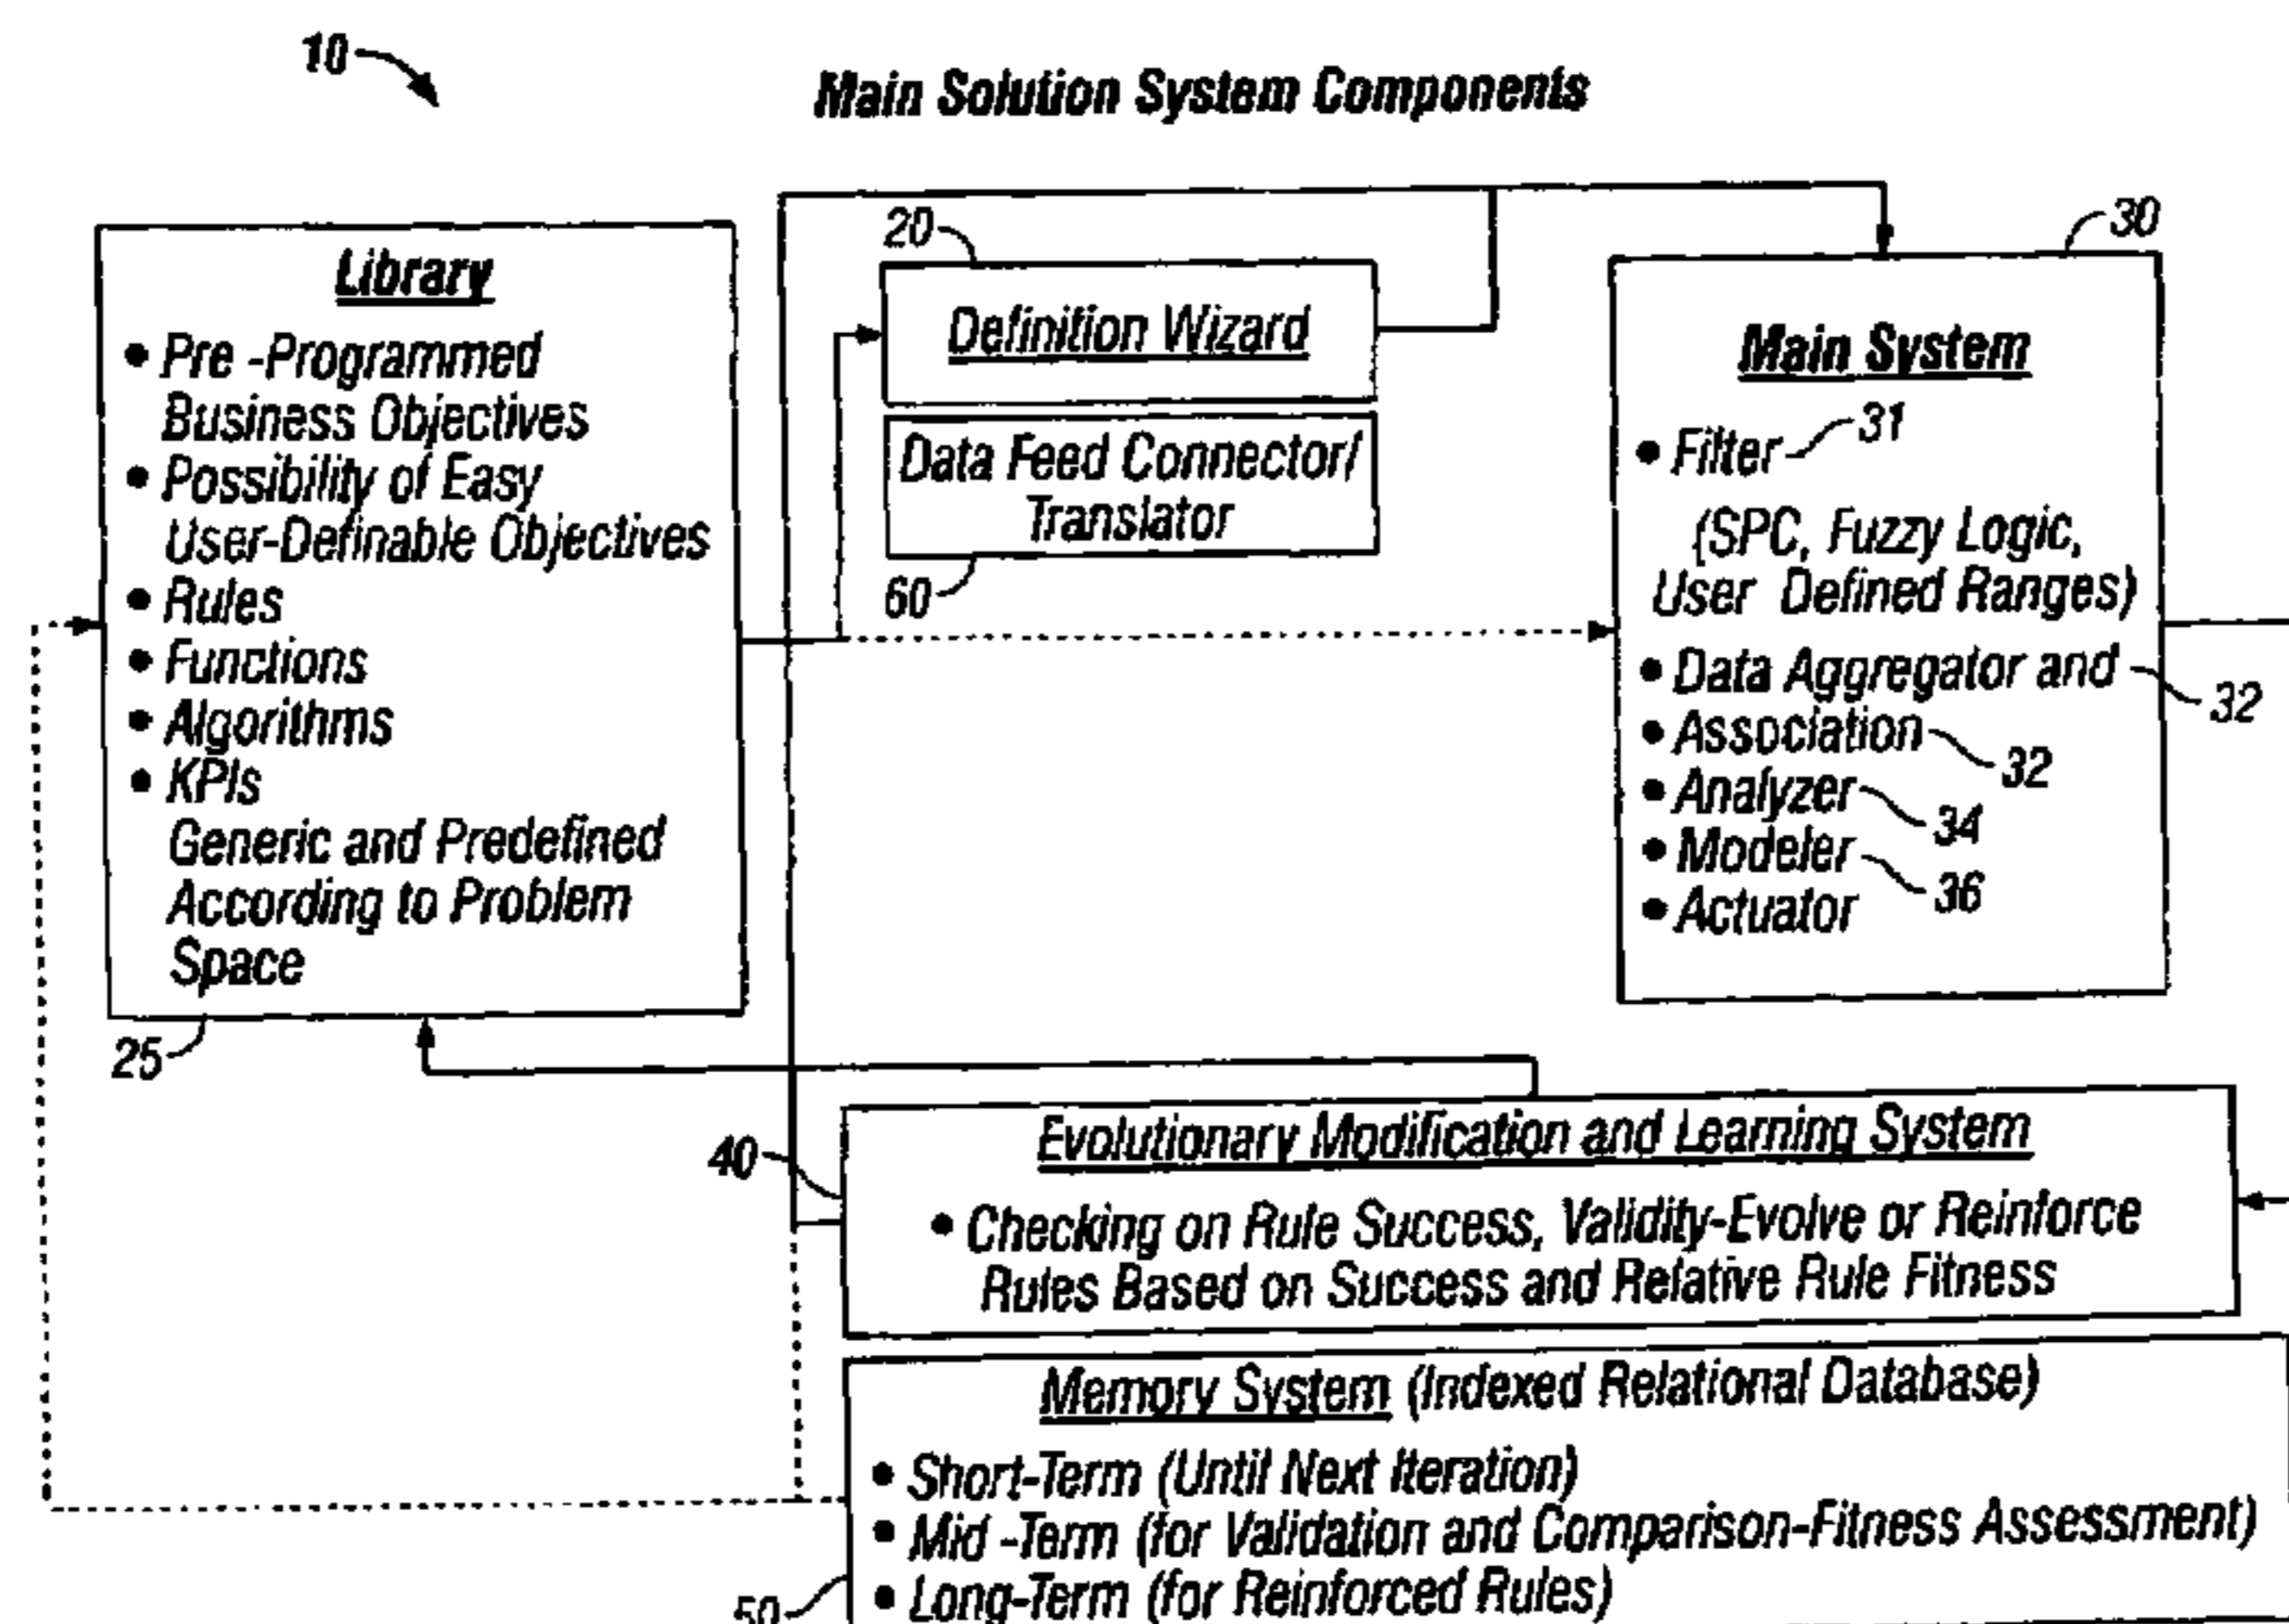 10
Main Solution System Components
Library
• Pre -Programmed
Business Objectives
• Possibility of Easy
User-Definable Objectives
• Rules
• Functions
• Algorithms
• KPIs
Generic and Predefined
According to Problem
Space
25
20
Definition Wizard
Data Feed Connector/
Translator
60
30
Main System
• Filter 31
(SPC, Fuzzy Logic,
User Defined Ranges)
• Data Aggregator and 32
• Association 32
• Analyzer 34
• Modeler 36
• Actuator
40
Evolutionary Modification and Learning System
• Checking on Rule Success, Validity-Evolve or Reinforce
Rules Based on Success and Relative Rule Fitness
Memory System (Indexed Relational Database)
• Short-Term (Until Next Iteration)
• Mid -Term (for Validation and Comparison-Fitness Assessment)
• Long-Term (for Reinforced Rules)
50